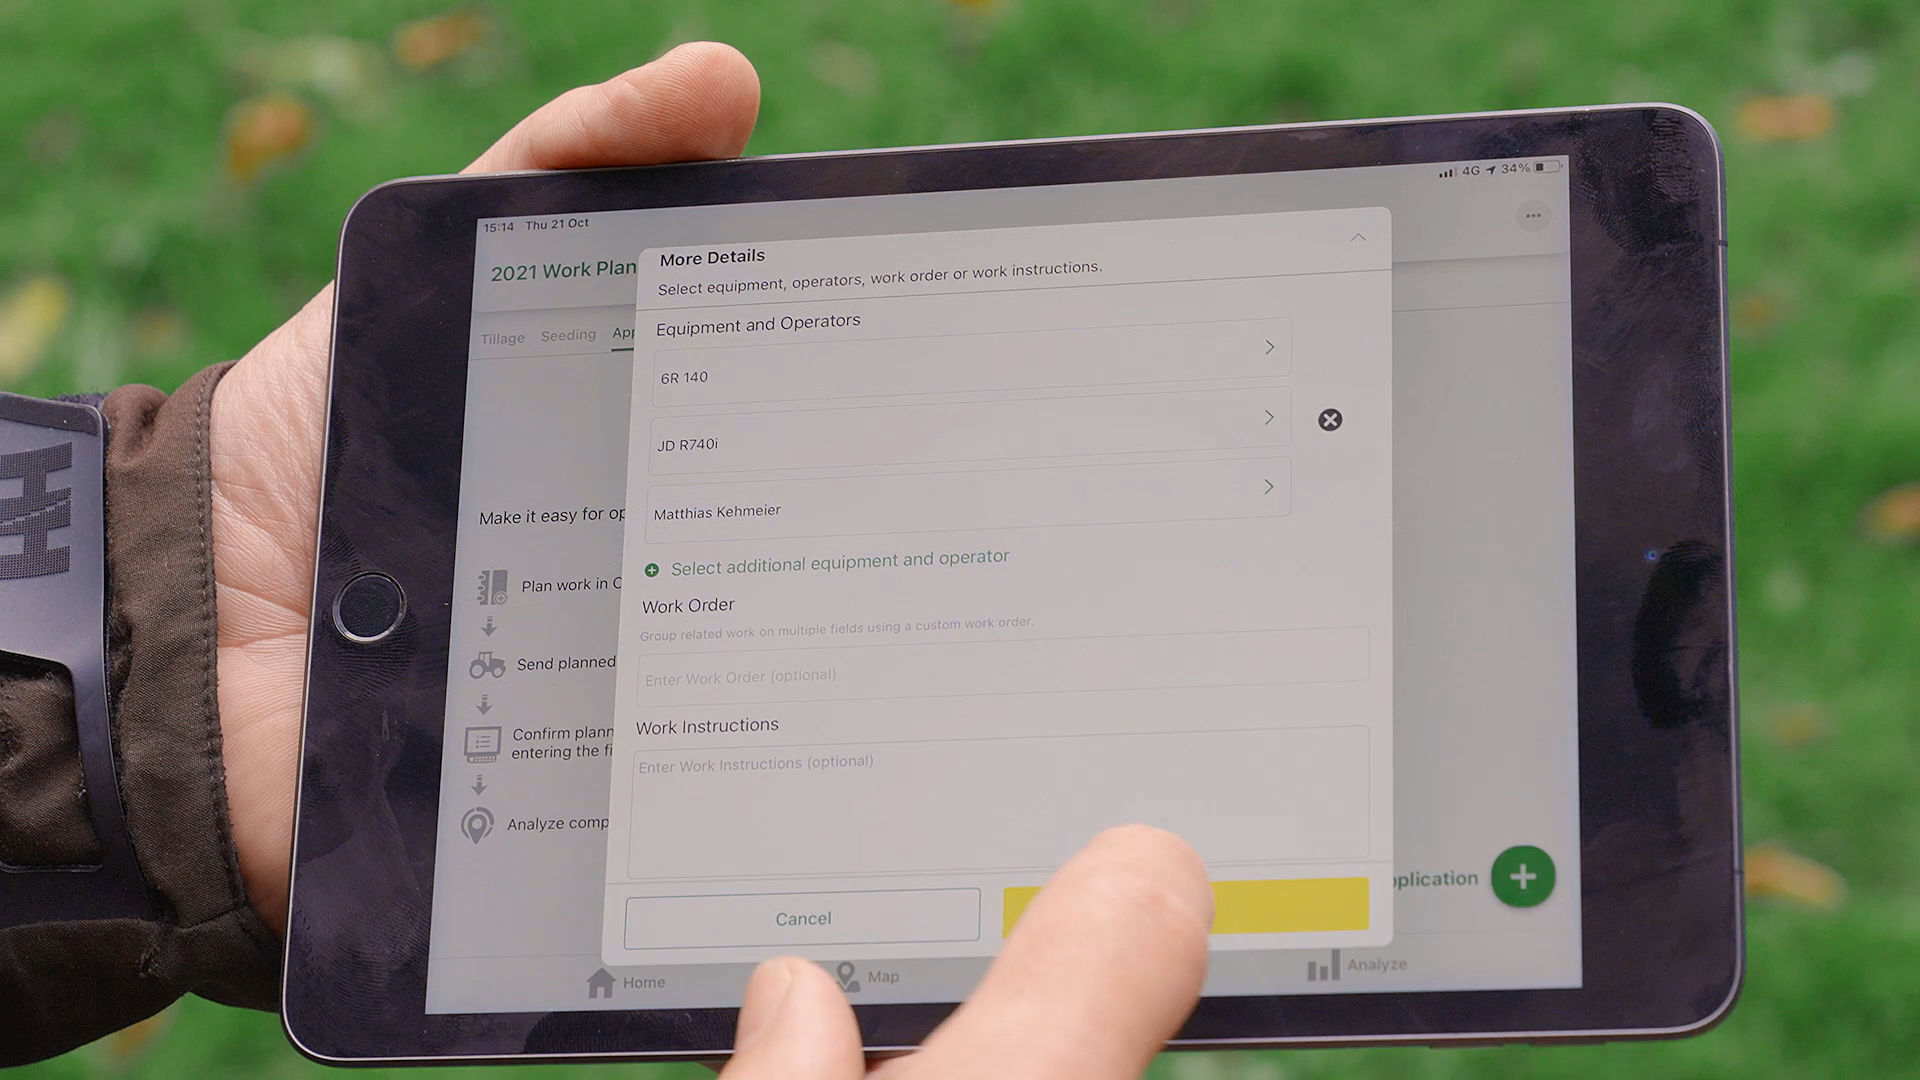 15:14 Thu 21 Oct
4G 34%
2021 Work Plan
Tillage Seeding App
More Details
Select equipment, operators, work order or work instructions.
Equipment and Operators
6R 140
JD R740i
Matthias Kehmeier
Select additional equipment and operator
Work Order
Group related work on multiple fields using a custom work order.
Enter Work Order (optional)
Work Instructions
Enter Work Instructions (optional)
Cancel
Make it easy for op
Plan work in
Send planned
Confirm plann
entering the fi
Analyze comp
pplication
Home
Map
Analyze